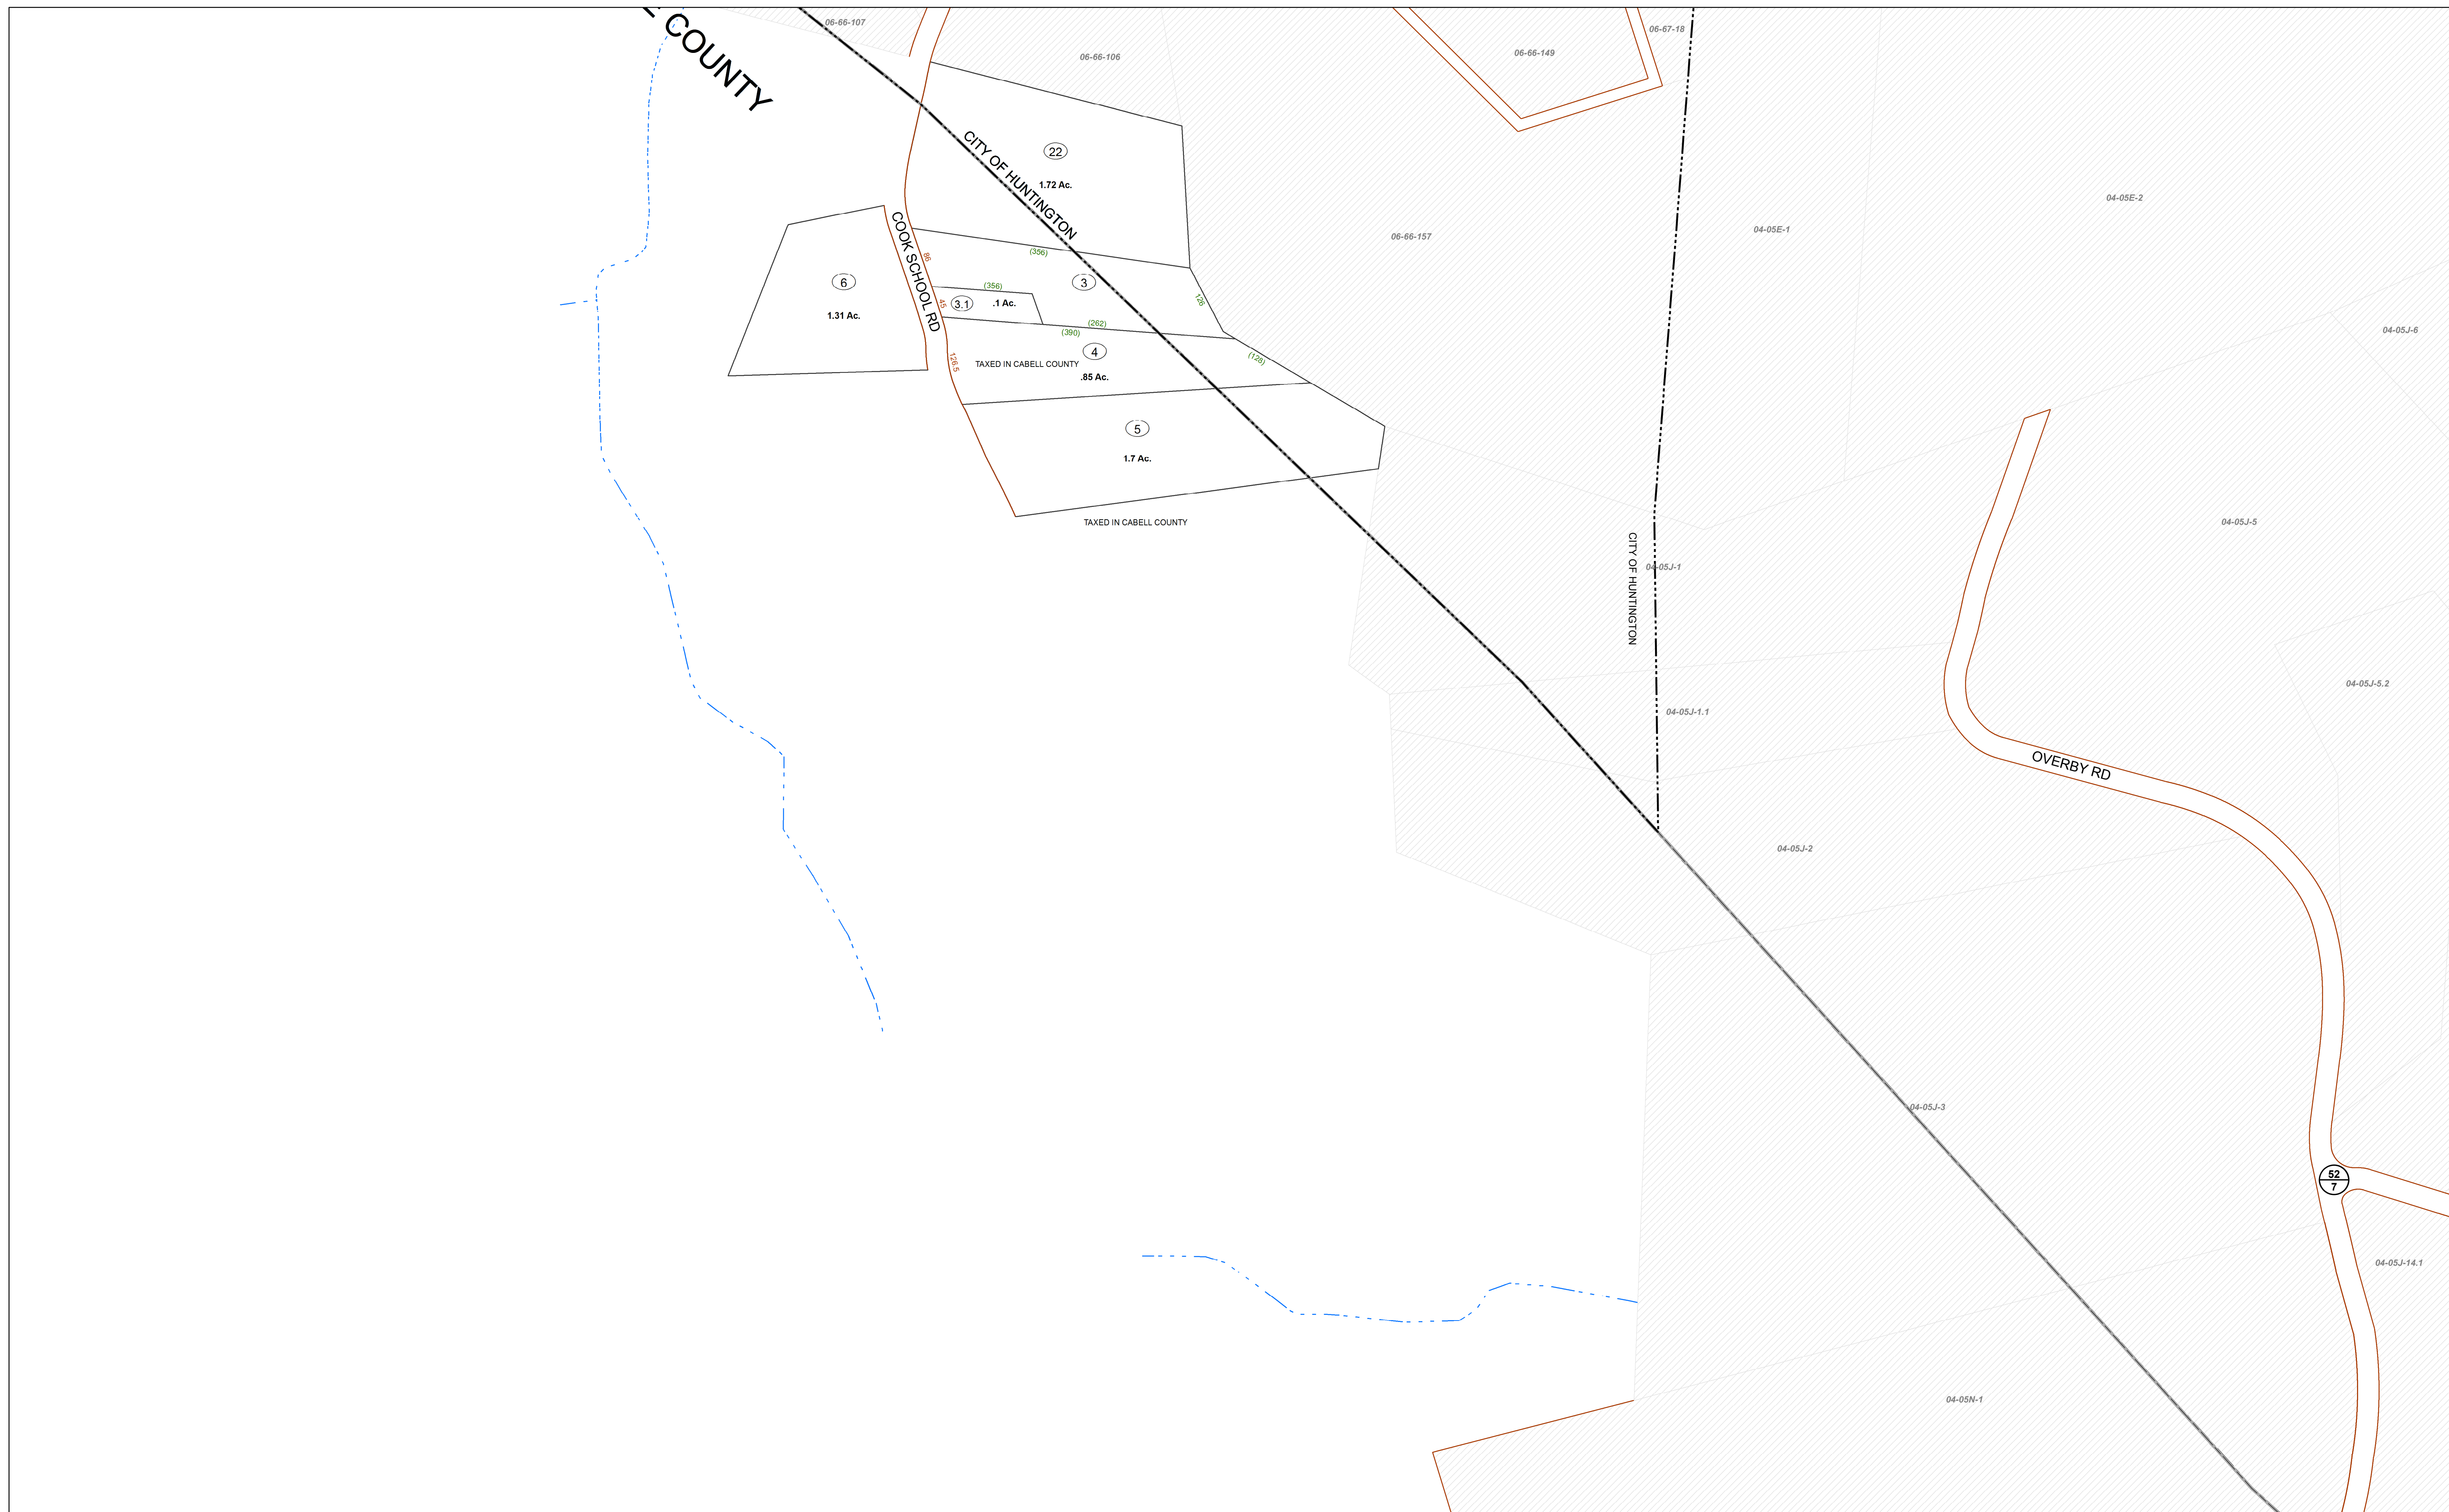 COUNTY
06-66-107
06-66-106
06-66-149
06-67-18
CITY OF HUNTINGTON
22
1.72 Ac.
04-05E-2
04-05E-1
06-66-157
COOK SCHOOL RD
86
(356)
3
126
6
1.31 Ac.
(356)
45
3.1
.1 Ac.
(262)
(390)
4
TAXED IN CABELL COUNTY
.85 Ac.
126.5
(128)
04-05J-6
5
1.7 Ac.
TAXED IN CABELL COUNTY
04-05J-5
CITY OF HUNTINGTON
04-05J-1
04-05J-5.2
04-05J-1.1
OVERBY RD
04-05J-2
04-05J-3
52
7
04-05J-14.1
04-05N-1